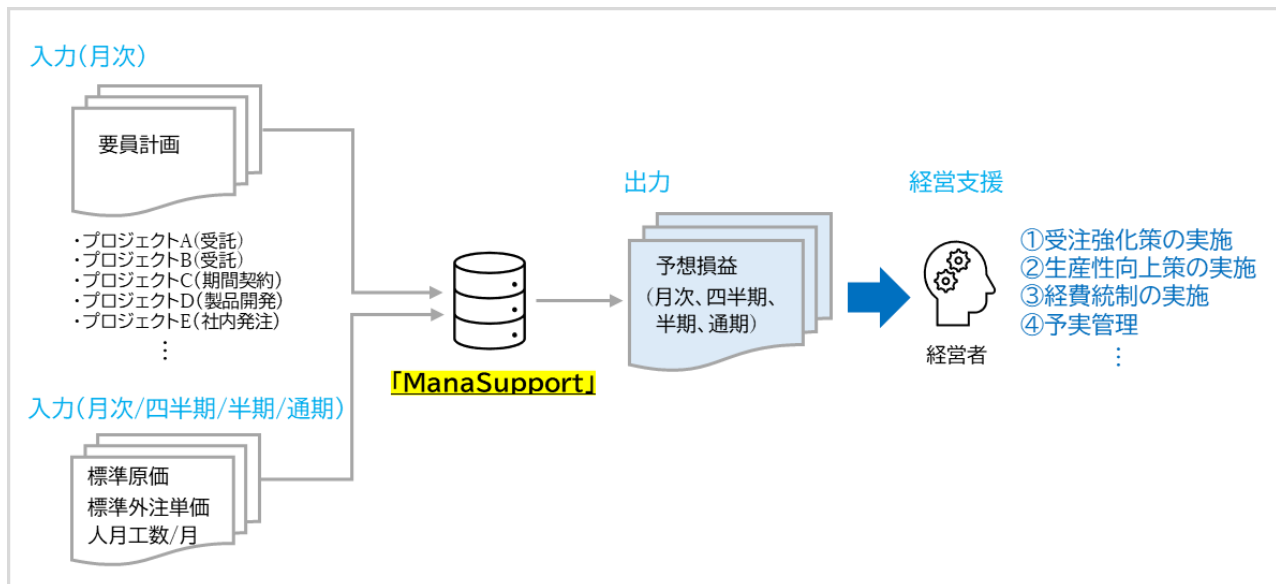 入力(月次)
要員計画
・プロジェクトA(受託)
・プロジェクトB(受託)
・プロジェクトC(期間契約)
・プロジェクトD(製品開発)
・プロジェクトE(社内発注)
⋮
入力(月次/四半期/半期/通期)
標準原価
標準外注単価
人月工数/月
「ManaSupport」
出力
予想損益
(月次、四半期、
半期、通期)
経営支援
経営者
①受注強化策の実施
②生産性向上策の実施
③経費統制の実施
④予実管理
⋮